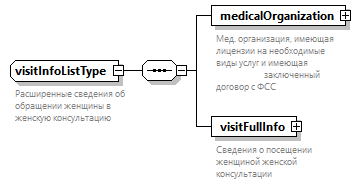 medicalOrganization
Мед. организация, имеющая
лицензии на необходимые
виды услуг и имеющая
заключенный
договор с ФСС
visitInfoListType
Расширенные сведения об
обращении женщины в
женскую консультацию
visitFullInfo
Сведения о посещении
женщиной женской
консультации